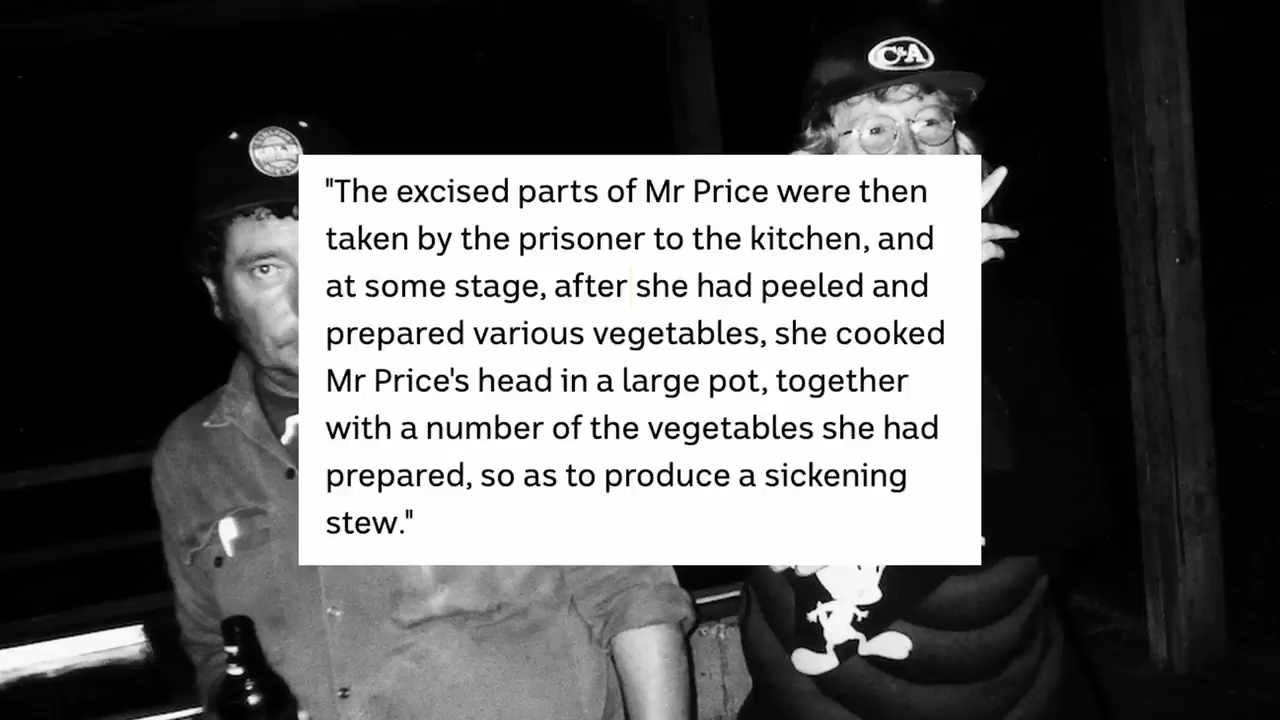 C&A
"The excised parts of Mr Price were then
taken by the prisoner to the kitchen, and
at some stage, after she had peeled and
prepared various vegetables, she cooked
Mr Price's head in a large pot, together
with a number of the vegetables she had
prepared, so as to produce a sickening
stew."